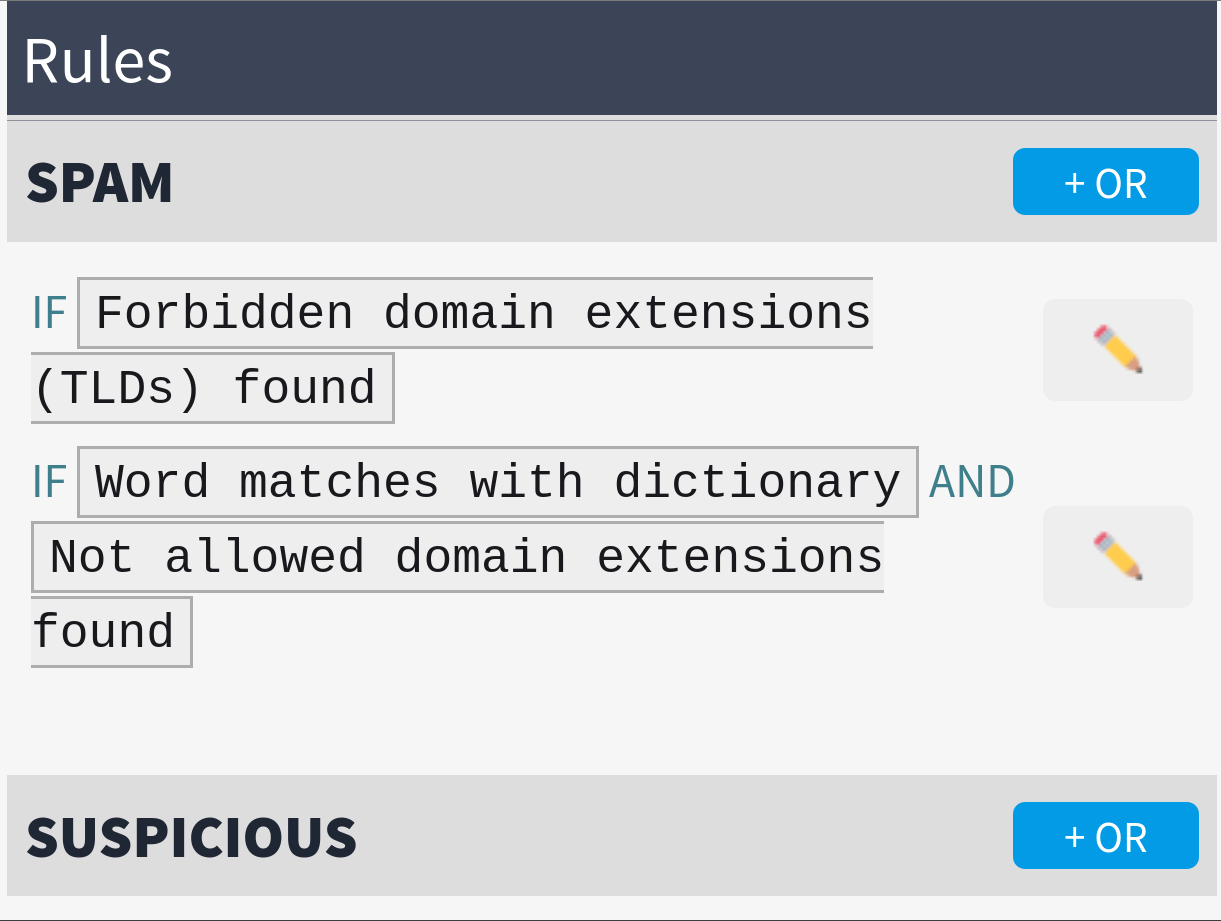 Rules
SPAM + OR
IF Forbidden domain extensions
(TLDs) found
IF Word matches with dictionary AND
Not allowed domain extensions
found
SUSPICIOUS + OR